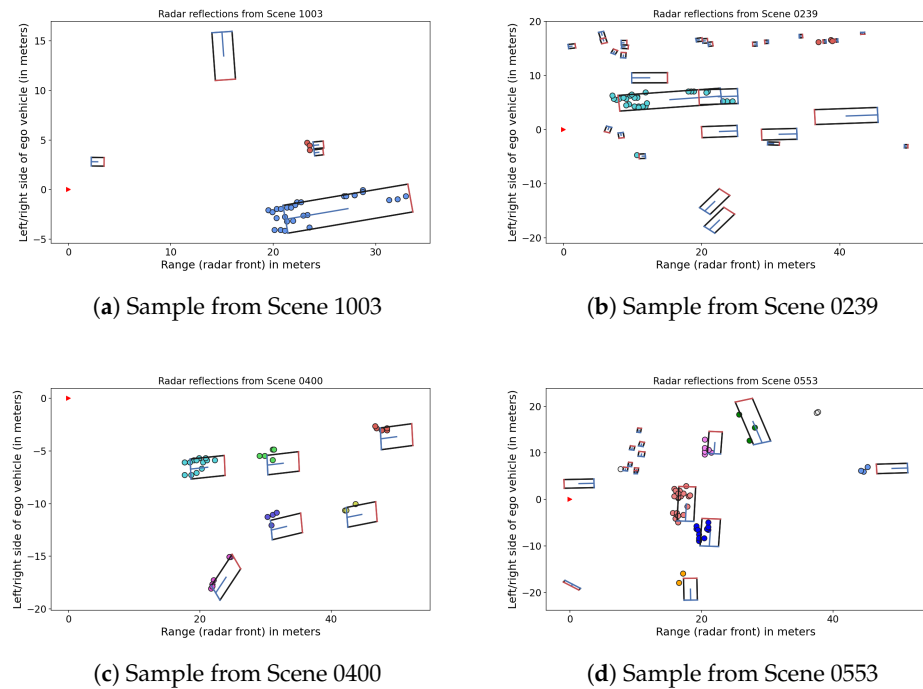 Radar reflections from Scene 1003
Left/right side of ego vehicle (in meters)
15
10
5
0
−5
0
10
20
30
Range (radar front) in meters
(a) Sample from Scene 1003
Radar reflections from Scene 0239
Left/right side of ego vehicle (in meters)
20
10
0
−10
−20
0
20
40
Range (radar front) in meters
(b) Sample from Scene 0239
Radar reflections from Scene 0400
Left/right side of ego vehicle (in meters)
0
−5
−10
−15
−20
0
20
40
Range (radar front) in meters
(c) Sample from Scene 0400
Radar reflections from Scene 0553
Left/right side of ego vehicle (in meters)
20
10
0
−10
−20
0
20
40
Range (radar front) in meters
(d) Sample from Scene 0553